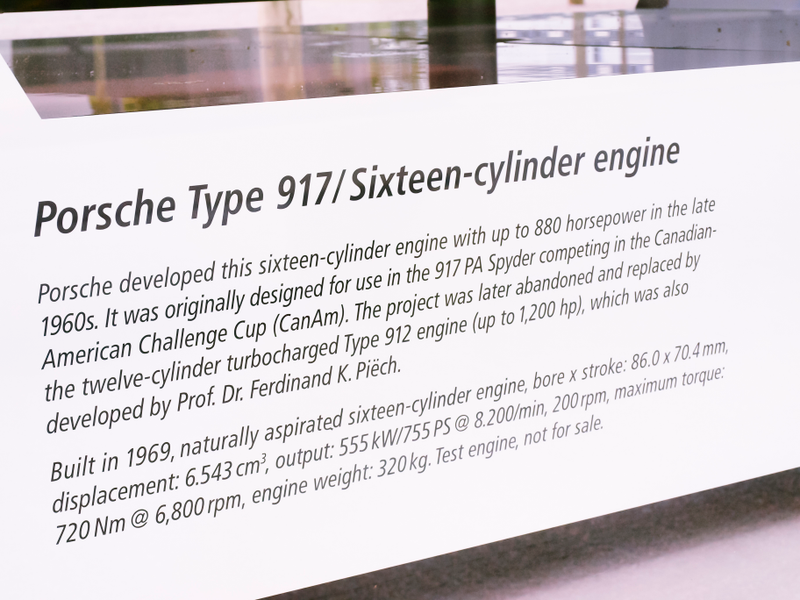 Porsche Type 917/Sixteen-cylinder engine
Porsche developed this sixteen-cylinder engine with up to 880 horsepower in the late
1960s. It was originally designed for use in the 917 PA Spyder competing in the Canadian-
American Challenge Cup (CanAm). The project was later abandoned and replaced by
the twelve-cylinder turbocharged Type 912 engine (up to 1,200 hp), which was also
developed by Prof. Dr. Ferdinand K. Piëch.
Built in 1969, naturally aspirated sixteen-cylinder engine, bore x stroke: 86.0 x 70.4 mm,
displacement: 6.543 cm³, output: 555 kW/755 PS @ 8.200/min, 200 rpm, maximum torque:
720 Nm @ 6,800 rpm, engine weight: 320 kg. Test engine, not for sale.